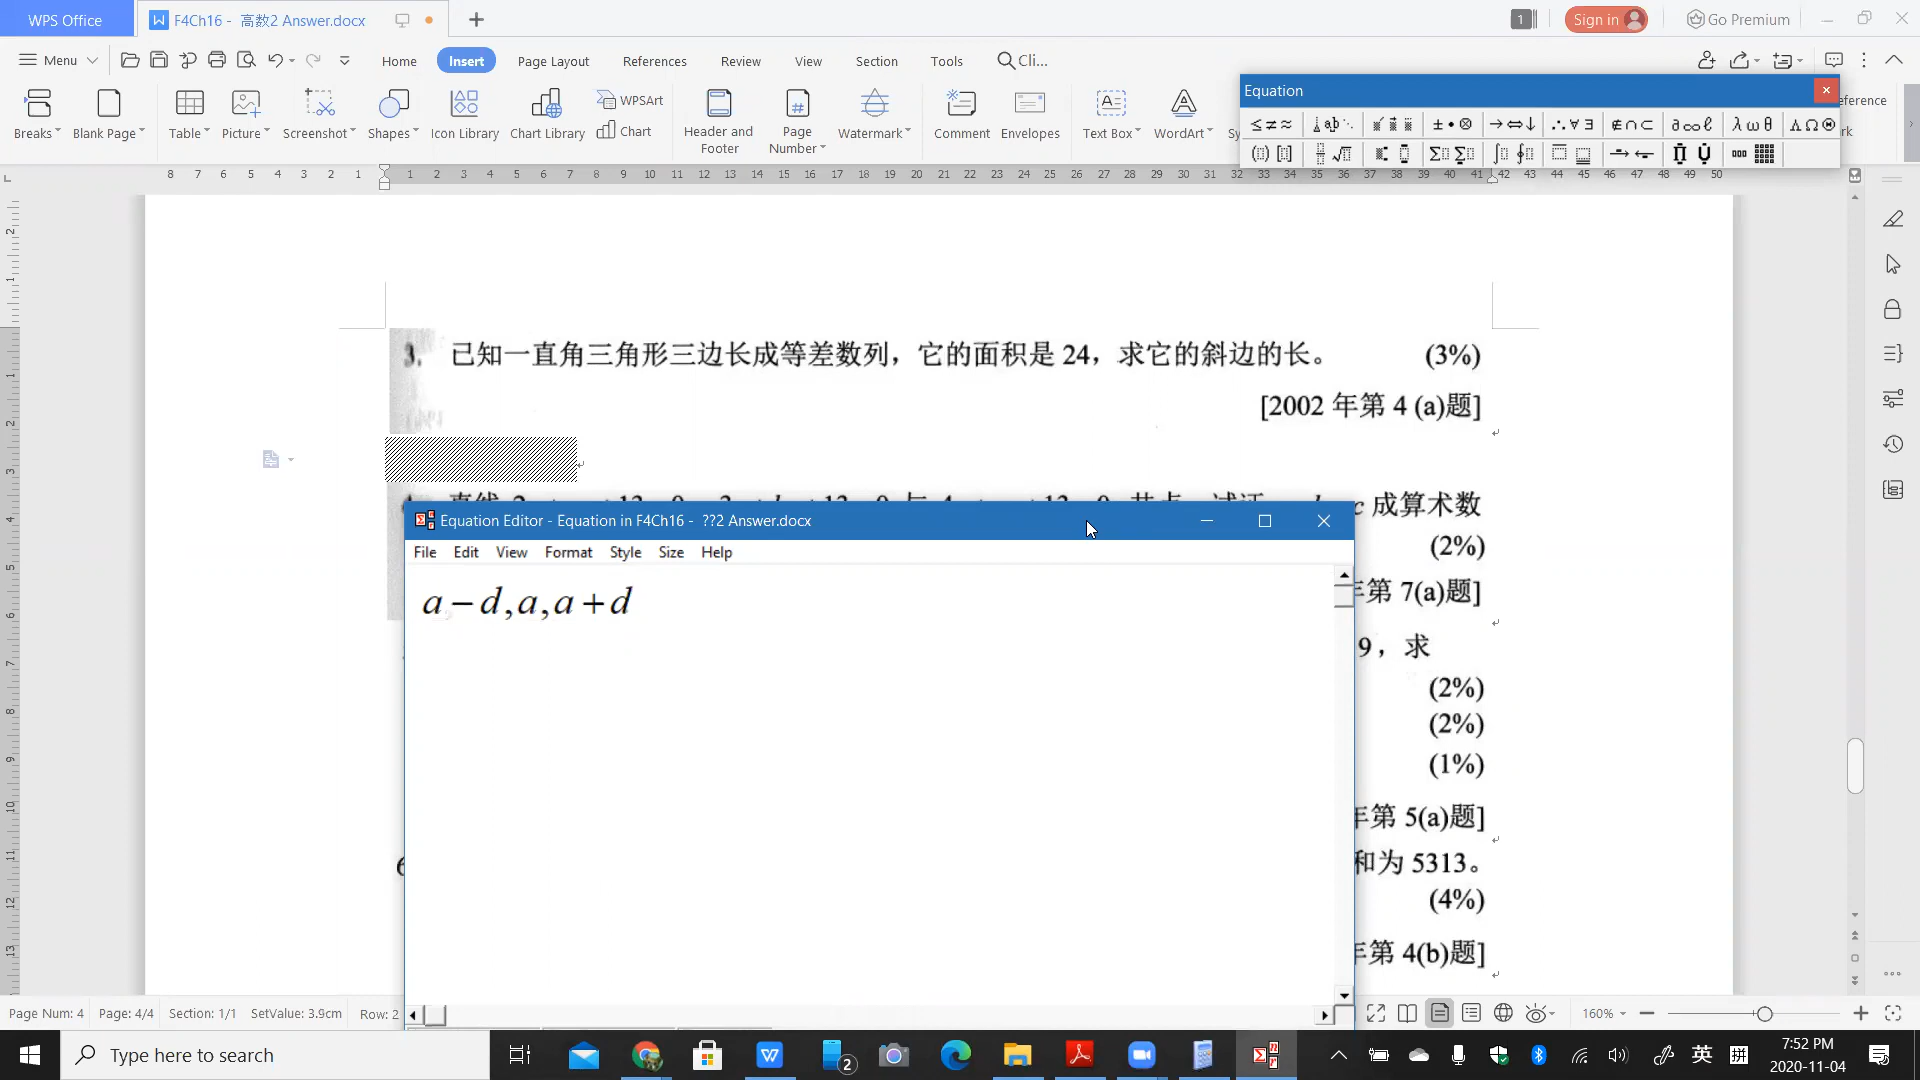 WPS Office
F4Ch16 - 高数2 Answer.docx
1
Sign in
Go Premium
Menu
Home
Insert
Page Layout
References
Review
View
Section
Tools
Cli...
Breaks
Blank Page
Table
Picture
Screenshot
Shapes
Icon Library
WPSArt
Chart Library
Chart
Header and Footer
Page Number
Watermark
Comment
Envelopes
Text Box
WordArt
Equation
3. 已知一直角三角形三边长成等差数列，它的面积是 24，求它的斜边的长。 (3%)
[2002 年第 4 (a)题]
c 成算术数
(2%)
年第 7(a)题]
9，求
(2%)
(2%)
(1%)
年第 5(a)题]
和为 5313。
(4%)
年第 4(b)题]
Equation Editor - Equation in F4Ch16 - ??2 Answer.docx
File Edit View Format Style Size Help
a−d,a,a+d
Page Num: 4
Page: 4/4
Section: 1/1
SetValue: 3.9cm
Row: 2
160%
Type here to search
2
英
拼
7:52 PM
2020-11-04